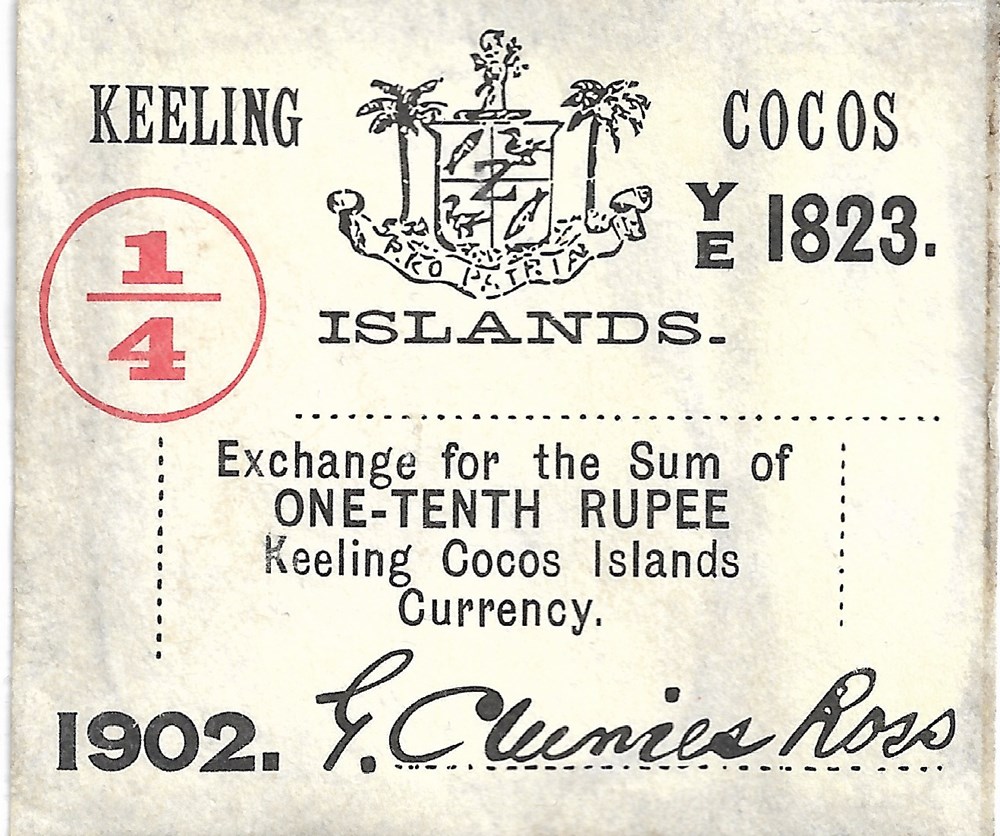 KEELING COCOS
YE 1823.
1/4
Z
PRO PATRIA
ISLANDS.
Exchange for the Sum of
ONE-TENTH RUPEE
Keeling Cocos Islands
Currency.
1902. G. Clunies Ross